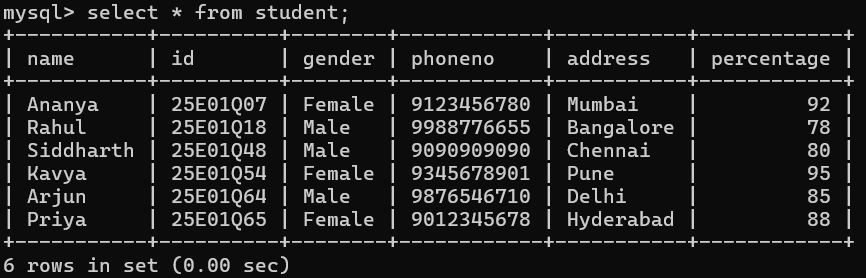 mysql> select * from student;
+-----------+----------+--------+------------+-----------+------------+
| name      | id       | gender | phoneno    | address   | percentage |
+-----------+----------+--------+------------+-----------+------------+
| Ananya    | 25E01Q07 | Female | 9123456780 | Mumbai    |         92 |
| Rahul     | 25E01Q18 | Male   | 9988776655 | Bangalore |         78 |
| Siddharth | 25E01Q48 | Male   | 9090909090 | Chennai   |         80 |
| Kavya     | 25E01Q54 | Female | 9345678901 | Pune      |         95 |
| Arjun     | 25E01Q64 | Male   | 9876546710 | Delhi     |         85 |
| Priya     | 25E01Q65 | Female | 9012345678 | Hyderabad |         88 |
+-----------+----------+--------+------------+-----------+------------+
6 rows in set (0.00 sec)